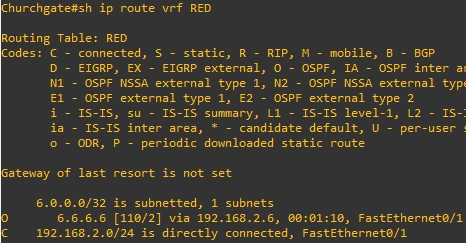 Churchgate#sh ip route vrf RED
Routing Table: RED
Codes: C - connected, S - static, R - RIP, M - mobile, B - BGP
D - EIGRP, EX - EIGRP external, O - OSPF, IA - OSPF inter
N1 - OSPF NSSA external type 1, N2 - OSPF NSSA external
E1 - OSPF external type 1, E2 - OSPF external type 2
i - IS-IS, su - IS-IS summary, L1 - IS-IS level-1, L2 - IS-I
ia - IS-IS inter area, * - candidate default, U - per-user
o - ODR, P - periodic downloaded static route
Gateway of last resort is not set
6.0.0.0/32 is subnetted, 1 subnets
O 6.6.6.6 [110/2] via 192.168.2.6, 00:01:10, FastEthernet0/1
C 192.168.2.0/24 is directly connected, FastEthernet0/1